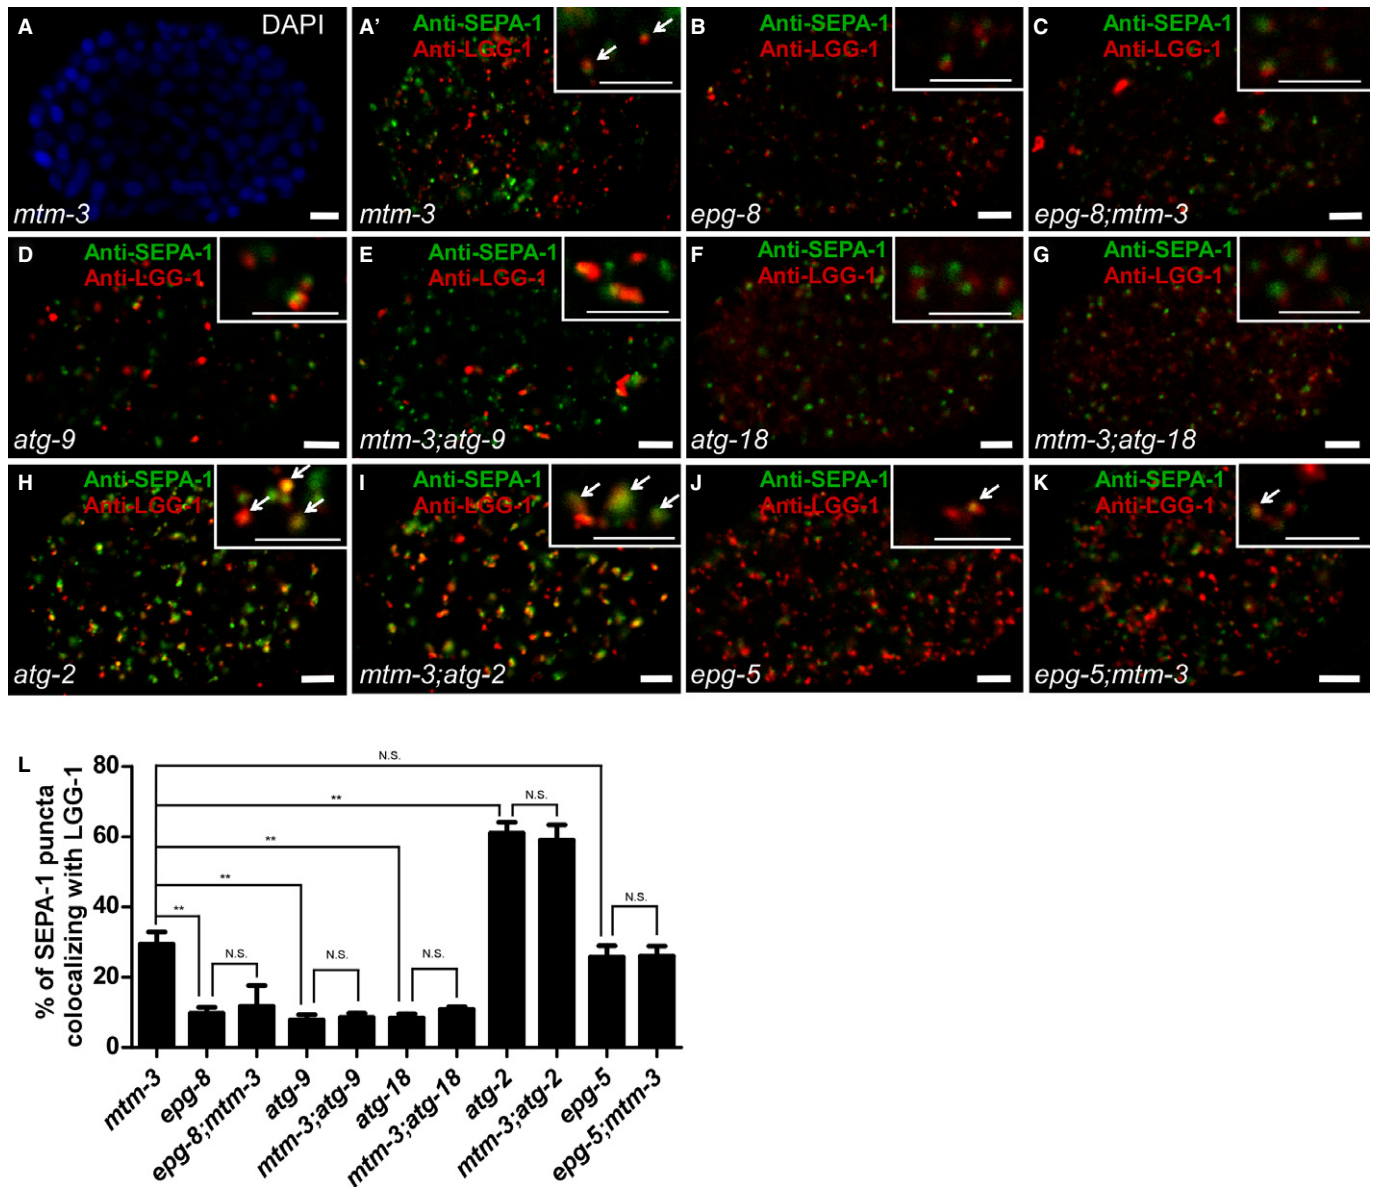 A
DAPI
mtm-3
A'
Anti-SEPA-1
Anti-LGG-1
mtm-3
B
Anti-SEPA-1
Anti-LGG-1
epg-8
C
Anti-SEPA-1
Anti-LGG-1
epg-8;mtm-3
D
Anti-SEPA-1
Anti-LGG-1
atg-9
E
Anti-SEPA-1
Anti-LGG-1
mtm-3;atg-9
F
Anti-SEPA-1
Anti-LGG-1
atg-18
G
Anti-SEPA-1
Anti-LGG-1
mtm-3;atg-18
H
Anti-SEPA-1
Anti-LGG-1
atg-2
I
Anti-SEPA-1
Anti-LGG-1
mtm-3;atg-2
J
Anti-SEPA-1
Anti-LGG-1
epg-5
K
Anti-SEPA-1
Anti-LGG-1
epg-5;mtm-3
L
% of SEPA-1 puncta
colocalizing with LGG-1
80
60
40
20
0
N.S.
**
N.S.
**
**
**
N.S.
N.S.
N.S.
N.S.
mtm-3
epg-8
epg-8;mtm-3
atg-9
mtm-3;atg-9
atg-18
mtm-3;atg-18
atg-2
mtm-3;atg-2
epg-5
epg-5;mtm-3